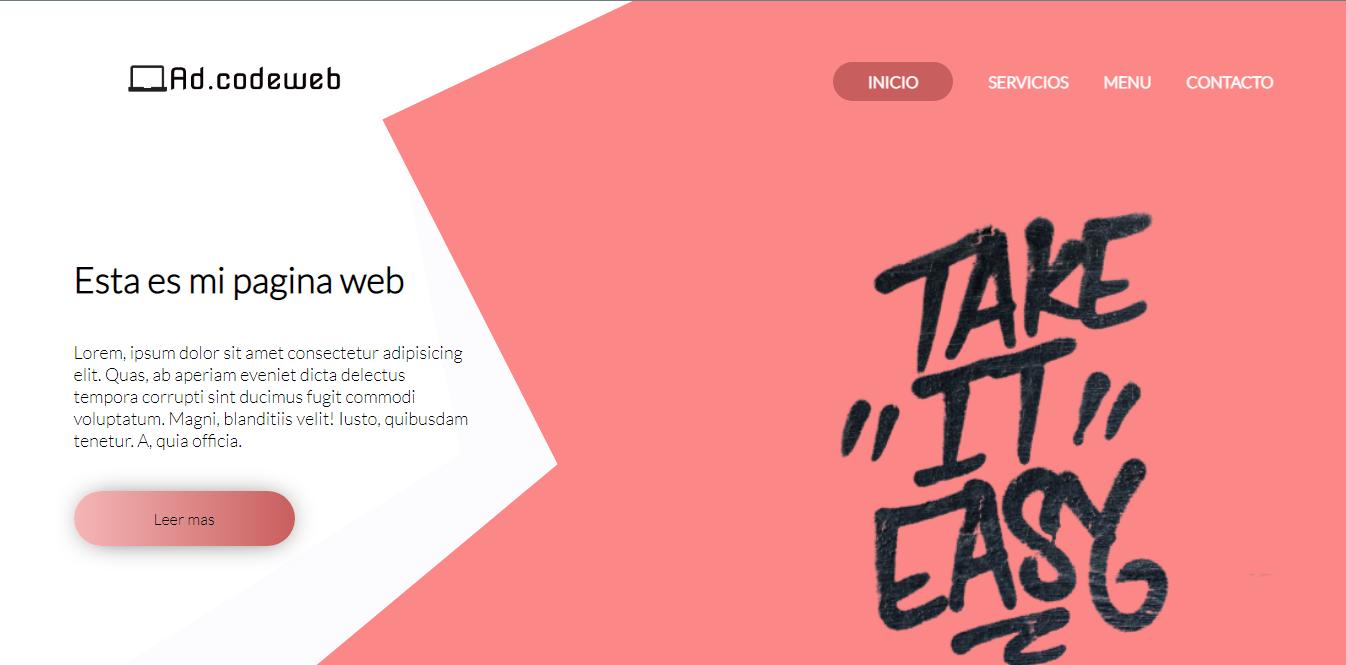 Ad.codeweb
INICIO SERVICIOS MENU CONTACTO
Esta es mi pagina web
Lorem, ipsum dolor sit amet consectetur adipisicing
elit. Quas, ab aperiam eveniet dicta delectus
tempora corrupti sint ducimus fugit commodi
voluptatum. Magni, blanditiis velit! Iusto, quibusdam
tenetur. A, quia officia.
Leer mas
TAKE
"IT"
EASY